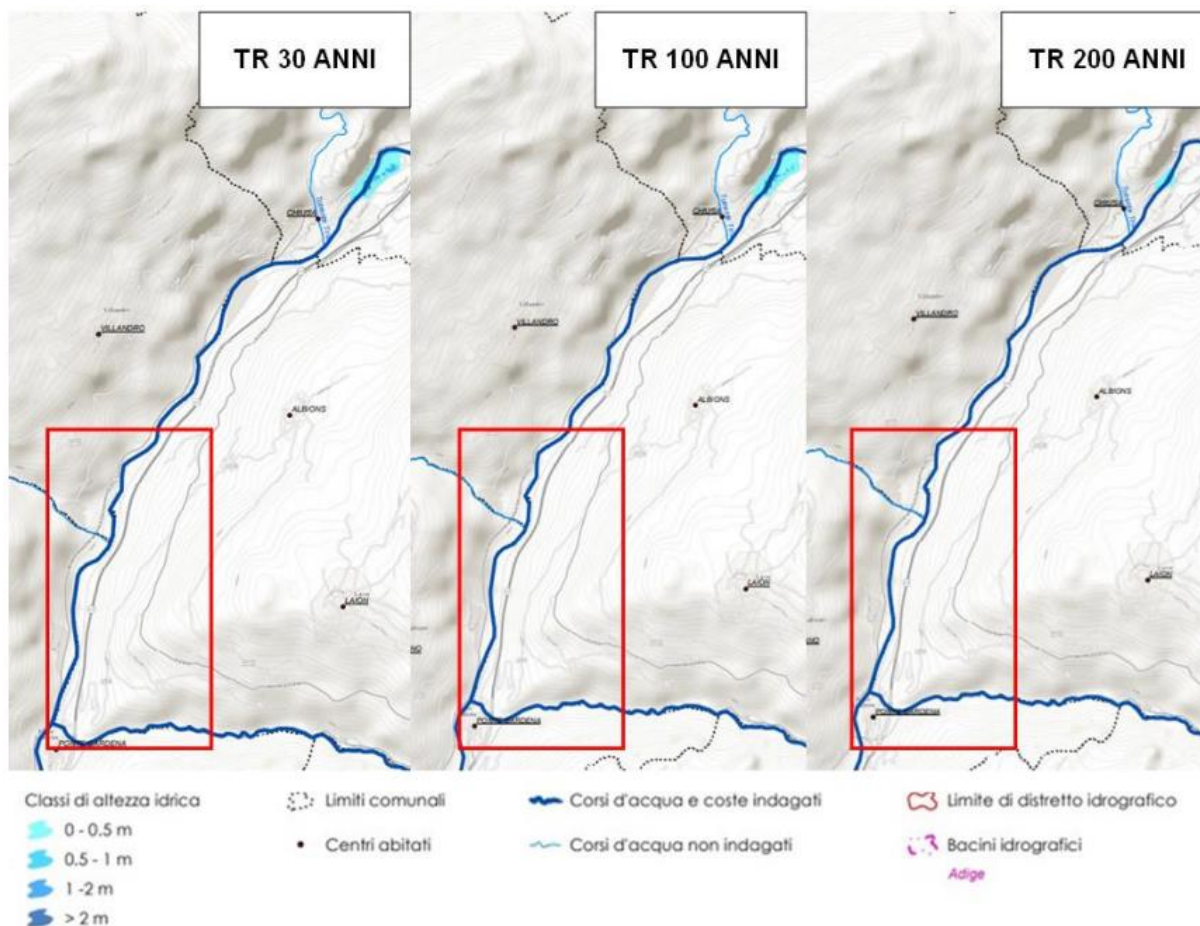 TR 30 ANNI
TR 100 ANNI
TR 200 ANNI
CHIUSA
VILLANDRO
ALBIONS
LAION
CHIUSA
VILLANDRO
ALBIONS
LAION
PONTE GARDENA
CHIUSA
VILLANDRO
ALBIONS
LAION
PONTE GARDENA
PONTE GARDENA
Classi di altezza idrica
0 - 0.5 m
0.5 - 1 m
1 -2 m
> 2 m
Limiti comunali
Centri abitati
Corsi d'acqua e coste indagati
Corsi d'acqua non indagati
Limite di distretto idrografico
Bacini idrografici
Adige